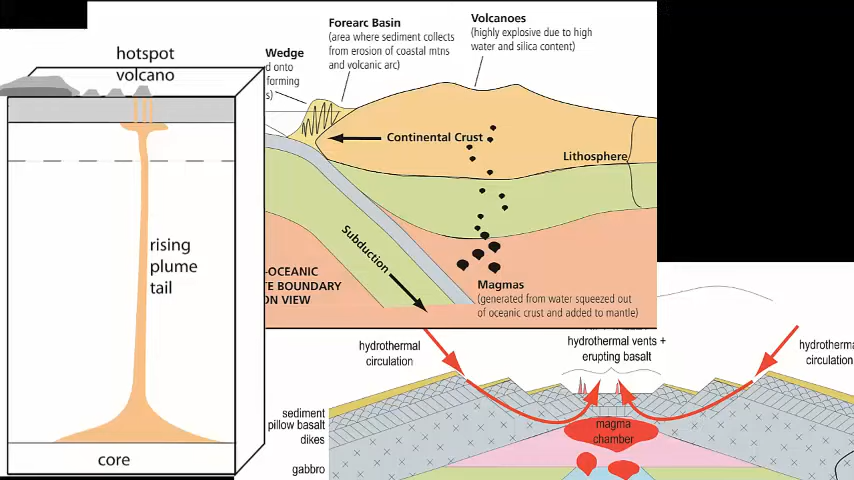 hotspot
volcano
rising
plume
tail
core
Wedge
d onto
forming
s)
Forearc Basin
(area where sediment collects
from erosion of coastal mtns
and volcanic arc)
Volcanoes
(highly explosive due to high
water and silica content)
Continental Crust
Lithosphere
Subduction
-OCEANIC
TE BOUNDARY
ON VIEW
Magmas
(generated from water squeezed out
of oceanic crust and added to mantle)
hydrothermal
circulation
hydrothermal vents +
erupting basalt
hydrotherma
circulation
sediment
pillow basalt
dikes
gabbro
magma
chamber